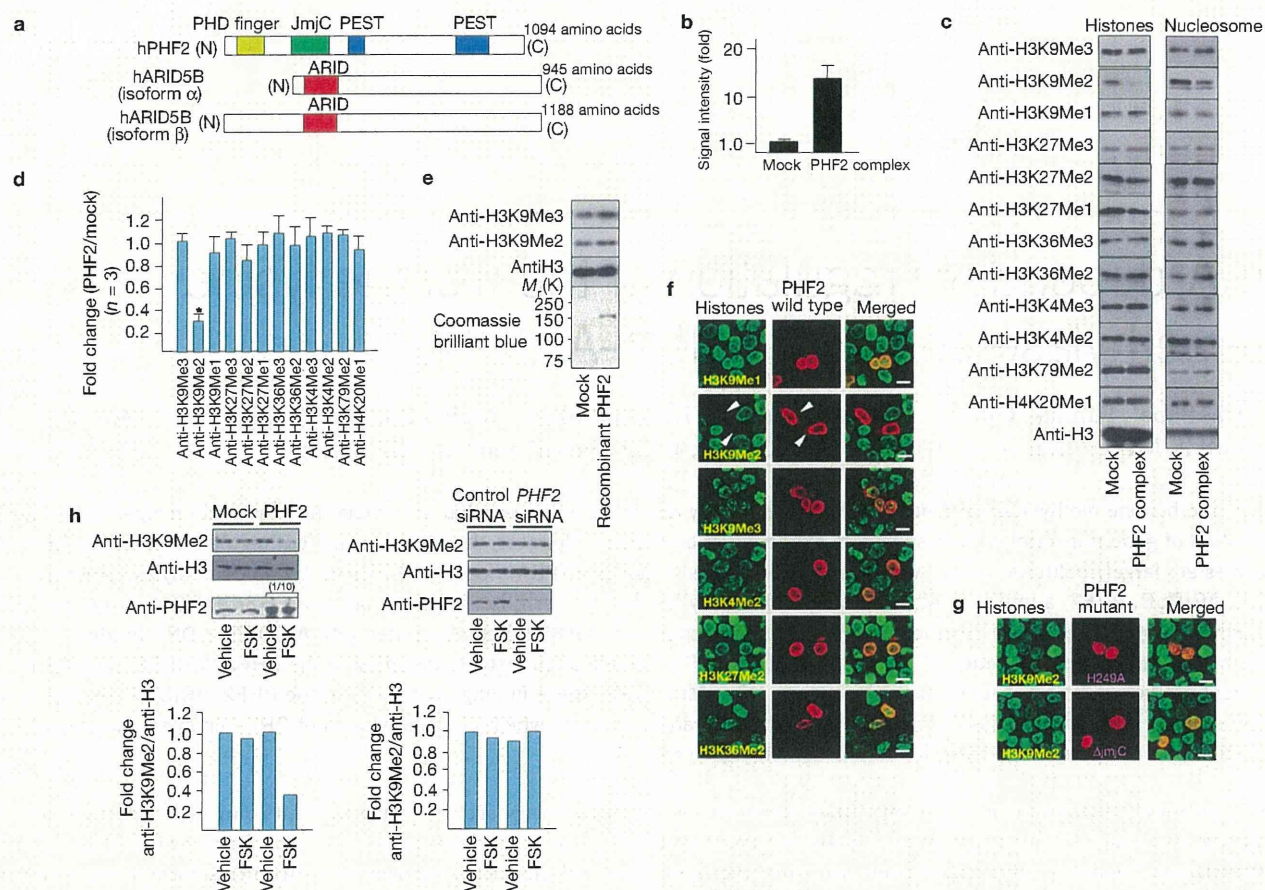 a
PHD finger JmjC PEST PEST
hPHF2 (N) 1094 amino acids (C)
hARID5B (isoform α) (N) ARID 945 amino acids (C)
hARID5B (isoform β) (N) ARID 1188 amino acids (C)
b
Signal intensity (fold)
20
10
1.0
Mock PHF2 complex
c
Histones Nucleosome
Anti-H3K9Me3
Anti-H3K9Me2
Anti-H3K9Me1
Anti-H3K27Me3
Anti-H3K27Me2
Anti-H3K27Me1
Anti-H3K36Me3
Anti-H3K36Me2
Anti-H3K4Me3
Anti-H3K4Me2
Anti-H3K79Me2
Anti-H4K20Me1
Anti-H3
Mock
PHF2 complex
Mock
PHF2 complex
d
Fold change (PHF2/mock)
(n = 3)
1.2
1.0
0.8
0.6
0.4
0.2
*
Anti-H3K9Me3
Anti-H3K9Me2
Anti-H3K9Me1
Anti-H3K27Me3
Anti-H3K27Me2
Anti-H3K27Me1
Anti-H3K36Me3
Anti-H3K36Me2
Anti-H3K4Me3
Anti-H3K4Me2
Anti-H3K79Me2
Anti-H4K20Me1
e
Anti-H3K9Me3
Anti-H3K9Me2
AntiH3
Mr(K)
250
150
100
75
Coomassie
brilliant blue
Mock
Recombinant PHF2
f
Histones PHF2 wild type Merged
H3K9Me1
H3K9Me2
H3K9Me3
H3K4Me2
H3K27Me2
H3K36Me2
g
Histones PHF2 mutant Merged
H3K9Me2 H249A
H3K9Me2 ΔjmjC
h
Mock PHF2
Anti-H3K9Me2
Anti-H3
(1/10)
Anti-PHF2
Vehicle
FSK
Vehicle
FSK
Fold change
anti-H3K9Me2/anti-H3
1.2
1.0
0.8
0.6
0.4
0.2
Vehicle
FSK
Vehicle
FSK
Control siRNA PHF2 siRNA
Anti-H3K9Me2
Anti-H3
Anti-PHF2
Vehicle
FSK
Vehicle
FSK
Fold change
anti-H3K9Me2/anti-H3
1.2
1.0
0.8
0.6
0.4
0.2
Vehicle
FSK
Vehicle
FSK